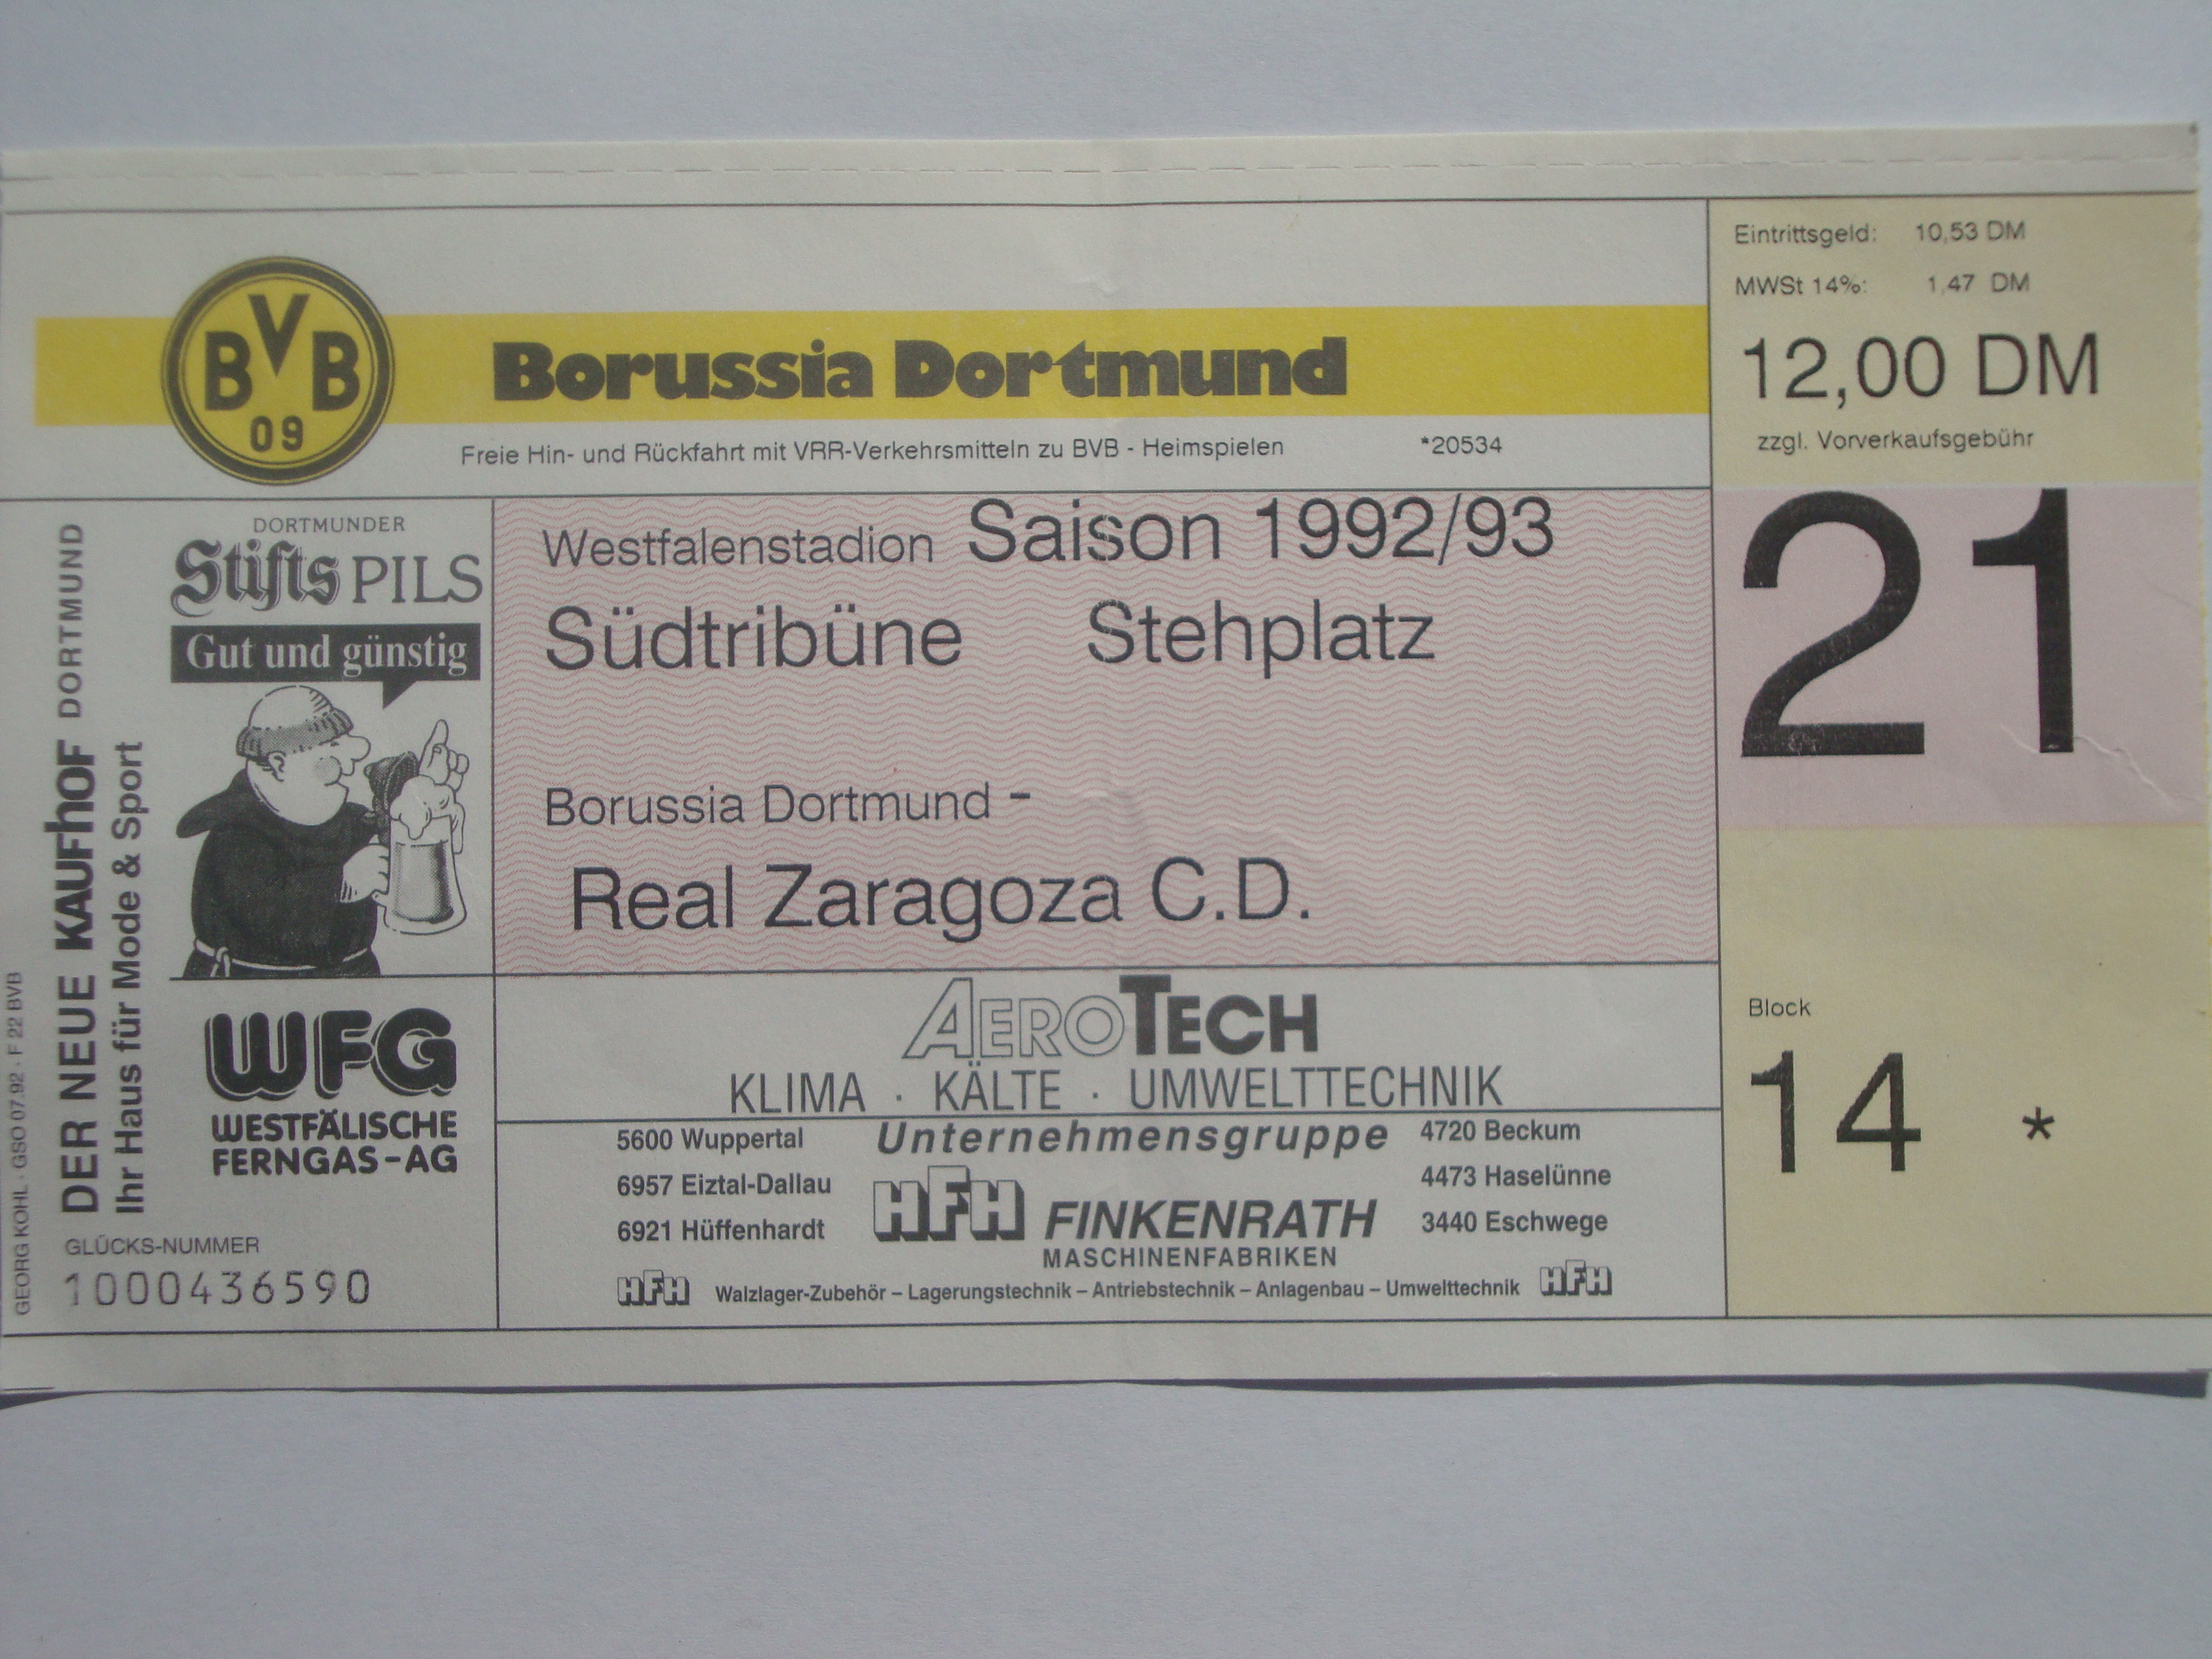 BVB
09
Borussia Dortmund
Freie Hin- und Rückfahrt mit VRR-Verkehrsmitteln zu BVB - Heimspielen *20534
Eintrittsgeld: 10,53 DM
MWSt 14%: 1,47 DM
12,00 DM
zzgl. Vorverkaufsgebühr
21
Block
14 *
Westfalenstadion Saison 1992/93
Südtribüne Stehplatz
Borussia Dortmund -
Real Zaragoza C.D.
GEORG KOHL · GSO 07.92 · F 22 BVB
DER NEUE KAUFhOF DORTMUND
Ihr Haus für Mode & Sport
DORTMUNDER
Stifts PILS
Gut und günstig
WFG
WESTFÄLISCHE
FERNGAS-AG
GLÜCKS-NUMMER
1000436590
AEROTECH
KLIMA · KÄLTE · UMWELTTECHNIK
5600 Wuppertal
6957 Eiztal-Dallau
6921 Hüffenhardt
Unternehmensgruppe
HFH FINKENRATH
MASCHINENFABRIKEN
4720 Beckum
4473 Haselünne
3440 Eschwege
HFH Walzlager-Zubehör – Lagerungstechnik – Antriebstechnik – Anlagenbau – Umwelttechnik HFH